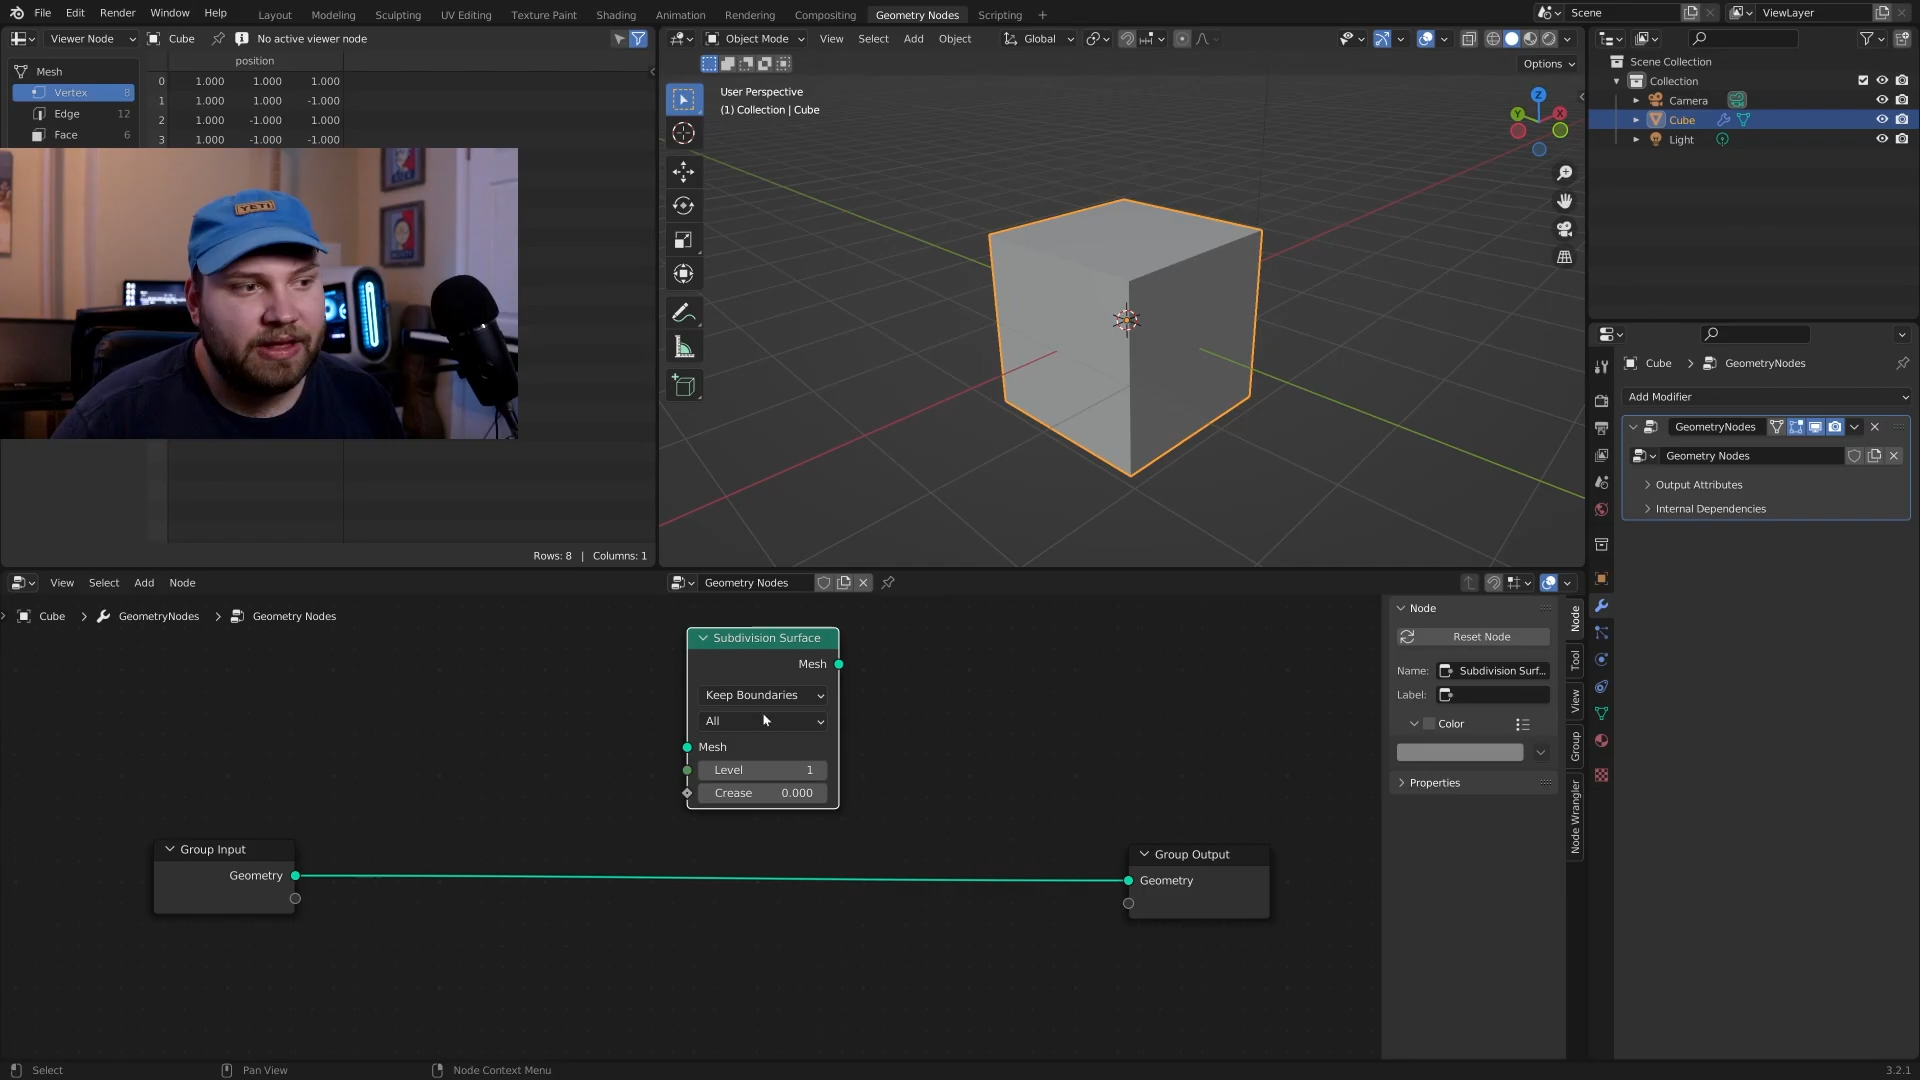 File Edit Render Window Help Layout Modeling Sculpting UV Editing Texture Paint Shading Animation Rendering Compositing Geometry Nodes Scripting + Scene ViewLayer
Viewer Node Cube No active viewer node
Object Mode View Select Add Object Global
Options
position
Mesh
Vertex 8
Edge 12
Face 6
0 1.000 1.000 1.000
1 1.000 1.000 -1.000
2 1.000 -1.000 1.000
3 1.000 -1.000 -1.000
YETI
Rows: 8 | Columns: 1
User Perspective
(1) Collection | Cube
Z
Y
X
Scene Collection
Collection
Camera
Cube
Light
Cube > GeometryNodes
Add Modifier
GeometryNodes
Geometry Nodes
Output Attributes
Internal Dependencies
View Select Add Node Geometry Nodes
Cube > GeometryNodes > Geometry Nodes
Subdivision Surface
Mesh
Keep Boundaries
All
Mesh
Level 1
Crease 0.000
Group Input
Geometry
Group Output
Geometry
Node
Reset Node
Name: Subdivision Surf...
Label:
Color
Properties
Node
Tool
View
Group
Node Wrangler
Select Pan View Node Context Menu 3.2.1